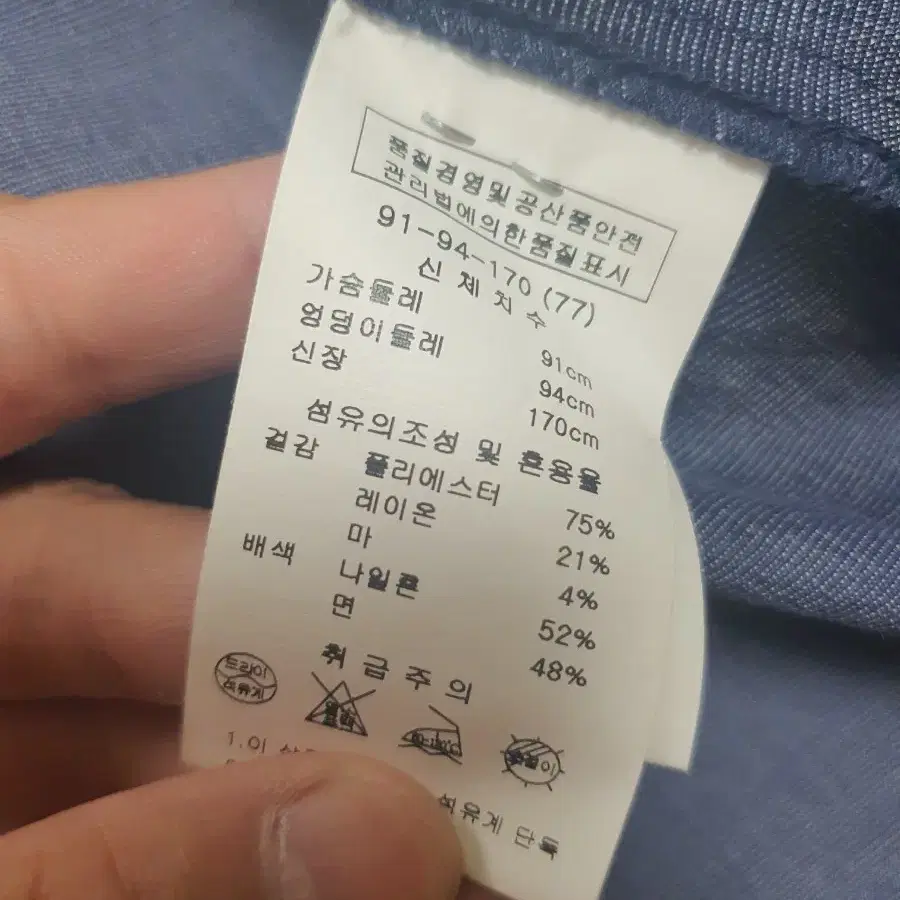 품질경영및공산품안전
관리법에의한품질표시
91-94-170 (77)
신 체 치 수
가슴둘레 91cm
엉덩이둘레 94cm
신장 170cm
섬유의조성 및 혼용율
겉감 폴리에스터 75%
레이온 21%
마 4%
배색 나일론 52%
면 48%
취 급 주 의
드라이
석유계
1.이
석유계 단독